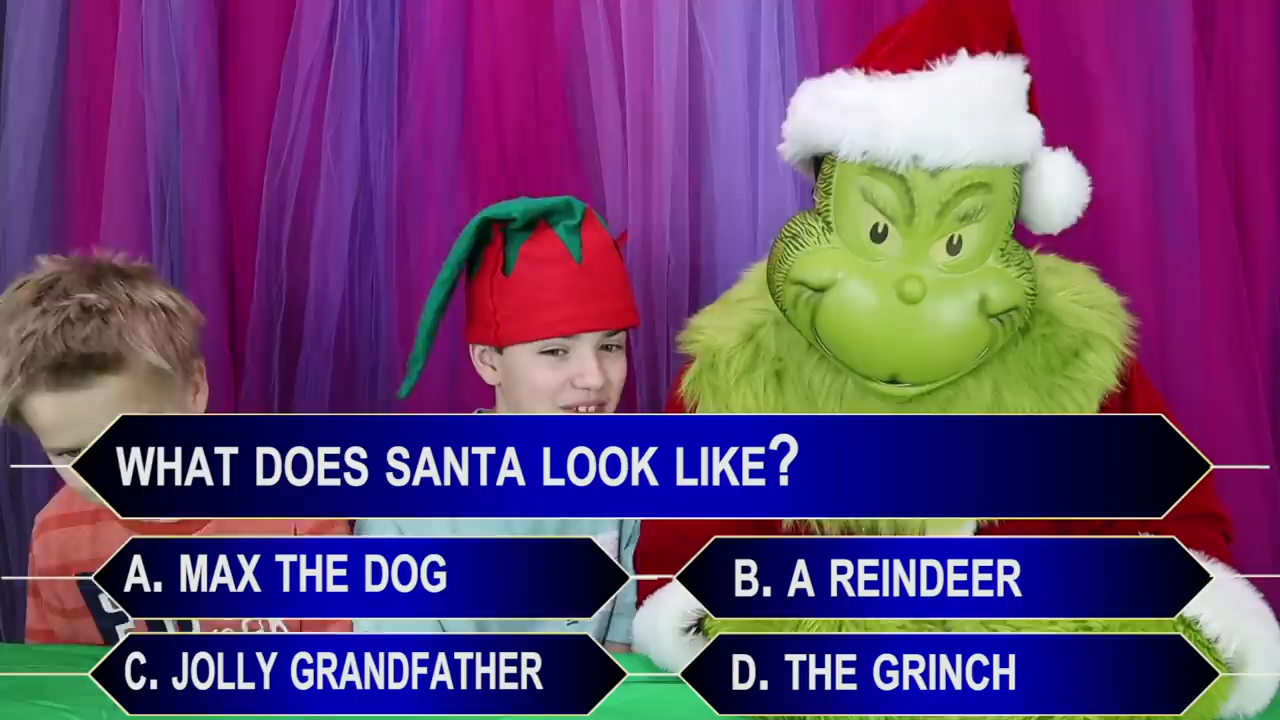 WHAT DOES SANTA LOOK LIKE?
A. MAX THE DOG
B. A REINDEER
C. JOLLY GRANDFATHER
D. THE GRINCH